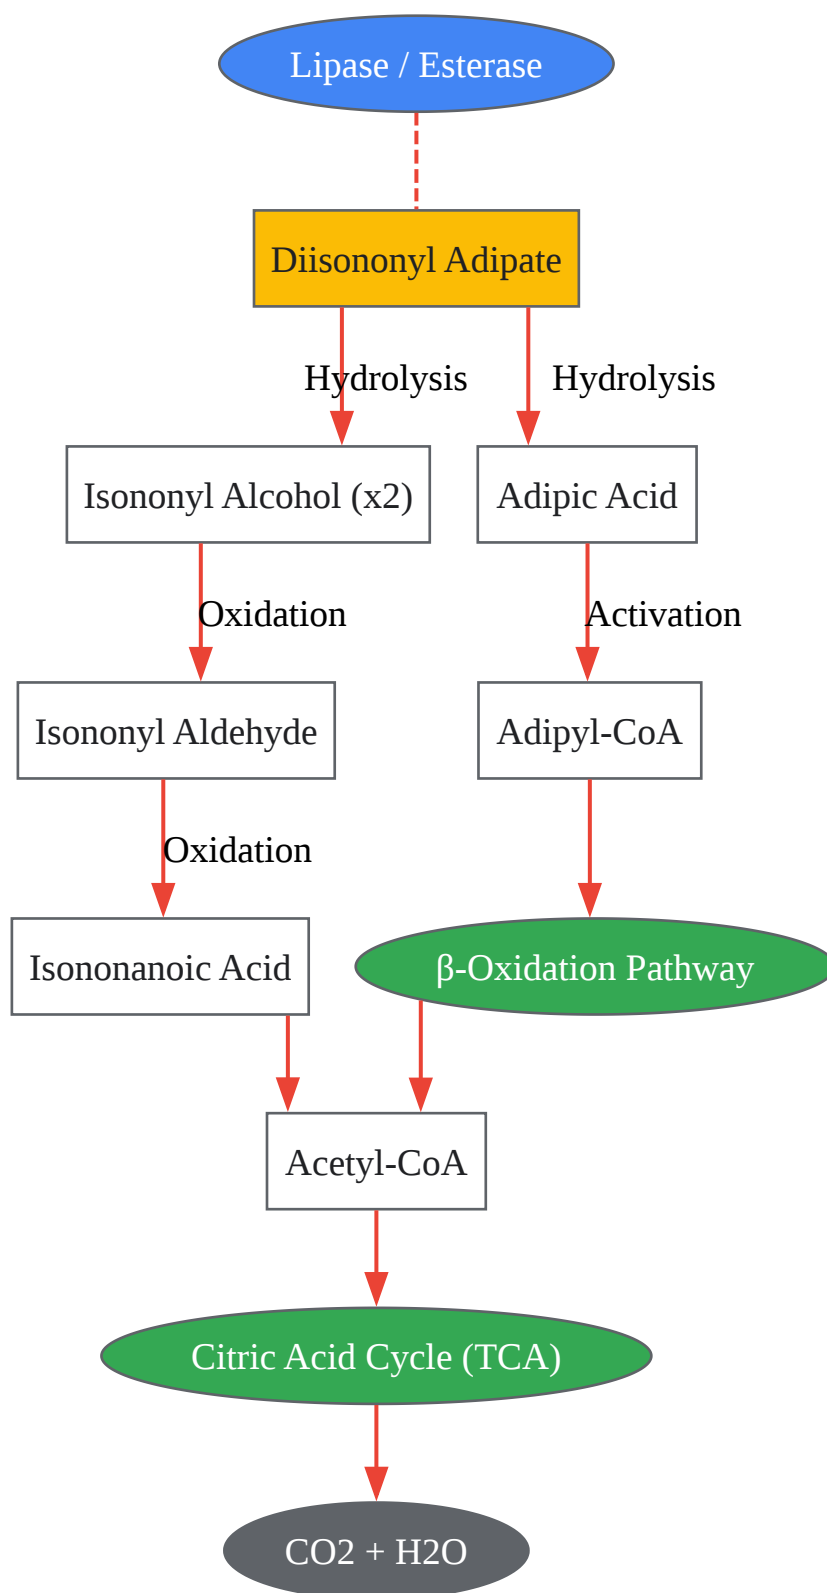 Lipase / Esterase
Diisononyl Adipate
Hydrolysis
Hydrolysis
Isononyl Alcohol (x2)
Adipic Acid
Oxidation
Activation
Isononyl Aldehyde
Adipyl-CoA
Oxidation
Isononanoic Acid
β-Oxidation Pathway
Acetyl-CoA
Citric Acid Cycle (TCA)
CO2 + H2O